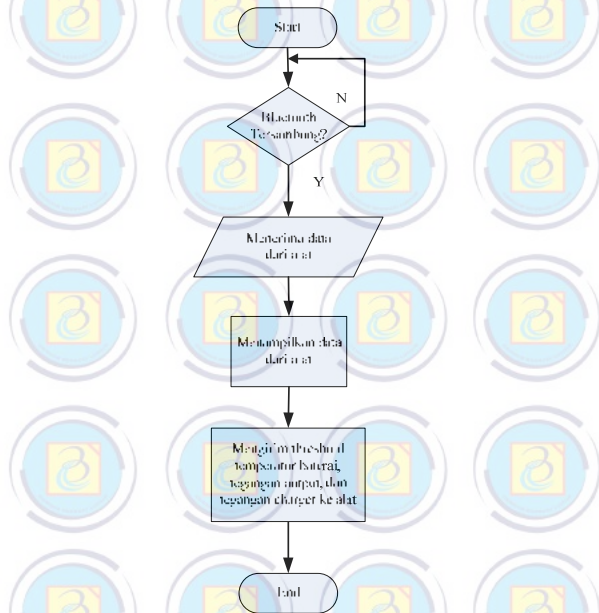 Start
N
Bluetooth
Tersambung?
Y
Menerima data
dari alat
Menampilkan data
dari alat
Mengirim threshold
temperatur baterai,
tegangan output, dan
tegangan charger ke alat
End